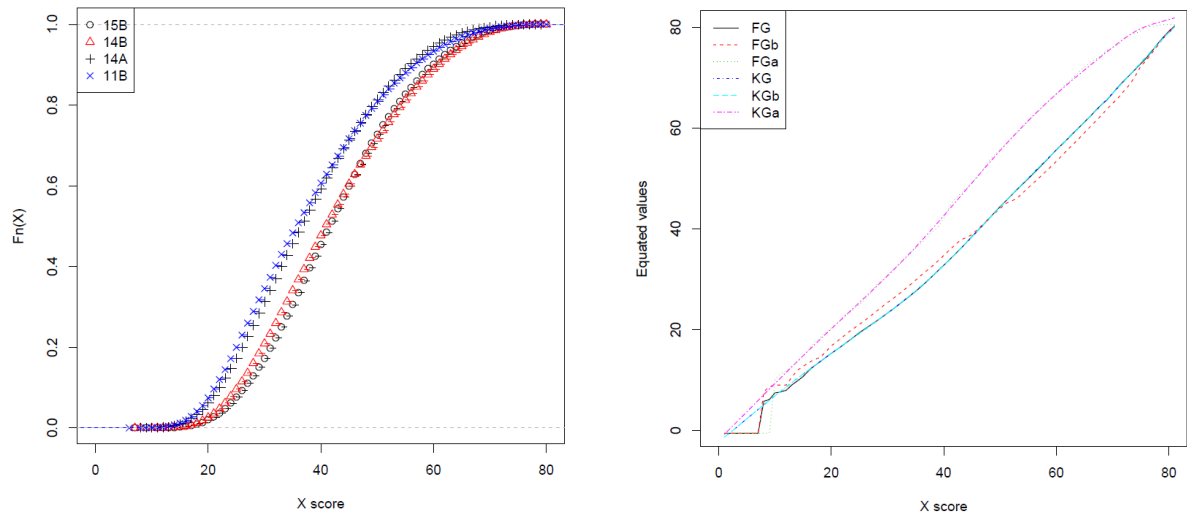 1.0
0.8
0.6
0.4
0.2
0.0
Fn(X)
15B
14B
14A
11B
0 20 40 60 80
X score
80
60
40
20
0
Equated values
FG
FGb
FGa
KG
KGb
KGa
0 20 40 60 80
X score